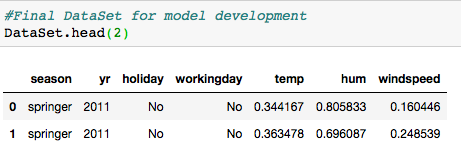 #Final DataSet for model development
DataSet.head(2)
season yr holiday workingday temp hum windspeed
0 springer 2011 No No 0.344167 0.805833 0.160446
1 springer 2011 No No 0.363478 0.696087 0.248539